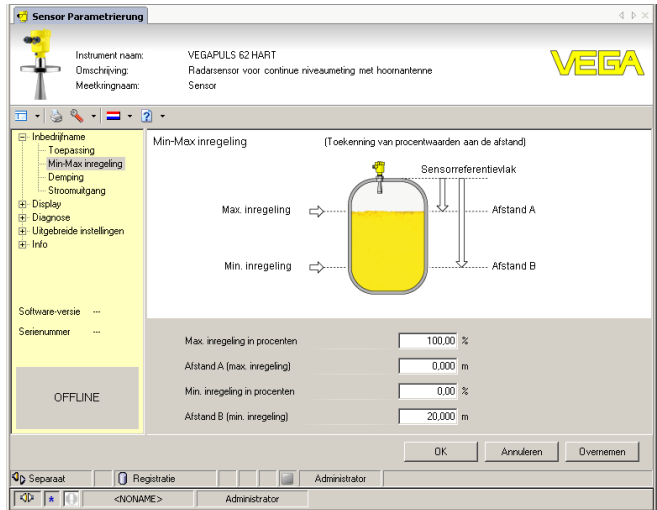 Sensor Parametrierung
Instrument naam: VEGAPULS 62 HART
Omschrijving: Radarsensor voor continue niveaumeting met hoornantenne
Meetkringnaam: Sensor
VEGA
Inbedrijfname
Toepassing
Min-Max inregeling
Demping
Stroomuitgang
Display
Diagnose
Uitgebreide instellingen
Info
Software-versie ---
Serienummer ---
OFFLINE
Min-Max inregeling (Toekenning van procentwaarden aan de afstand)
Sensorreferentievlak
Max. inregeling Afstand A
Min. inregeling Afstand B
Max. inregeling in procenten 100,00 %
Afstand A (max. inregeling) 0,000 m
Min. inregeling in procenten 0,00 %
Afstand B (min. inregeling) 20,000 m
OK Annuleren Overnemen
Separaat Registratie Administrator
<NONAME> Administrator